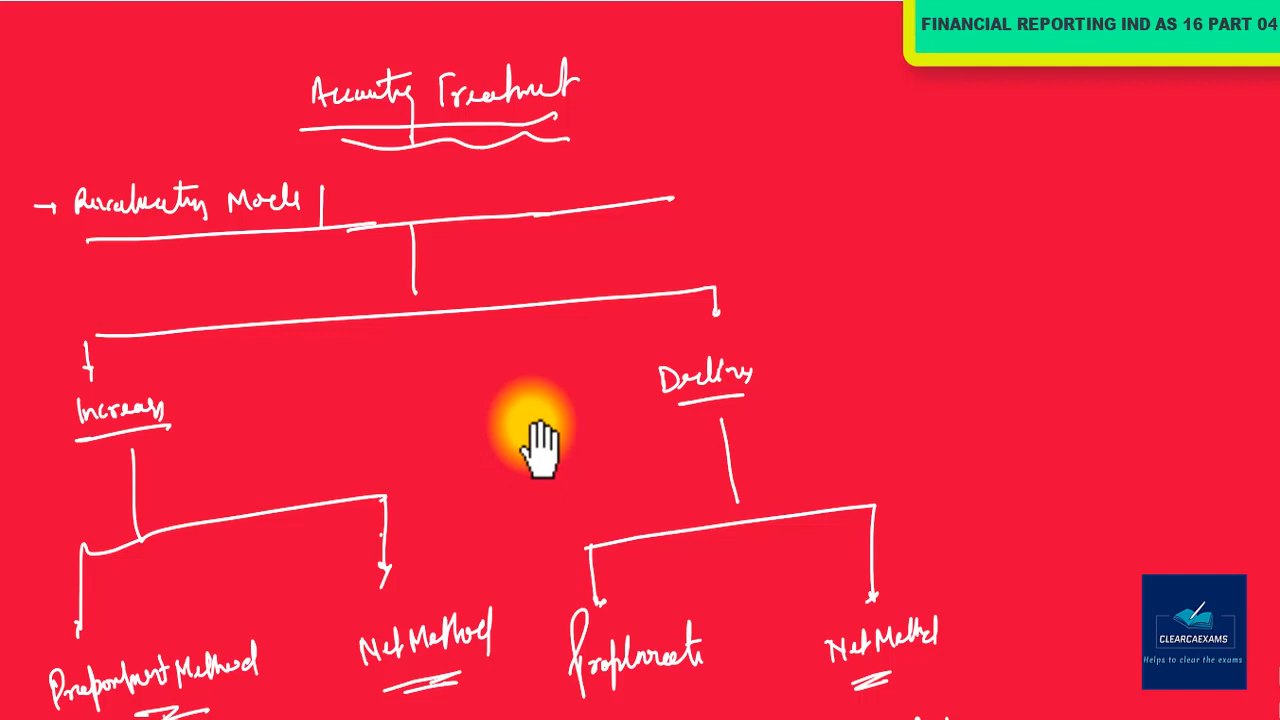 FINANCIAL REPORTING IND AS 16 PART 04
Accounting Treatment
→ Revaluation Model
Increase
Decline
Proportionate Method
Net Method
Proportionate
Net Method
CLEARCAEXAMS
Helps to clear the exams